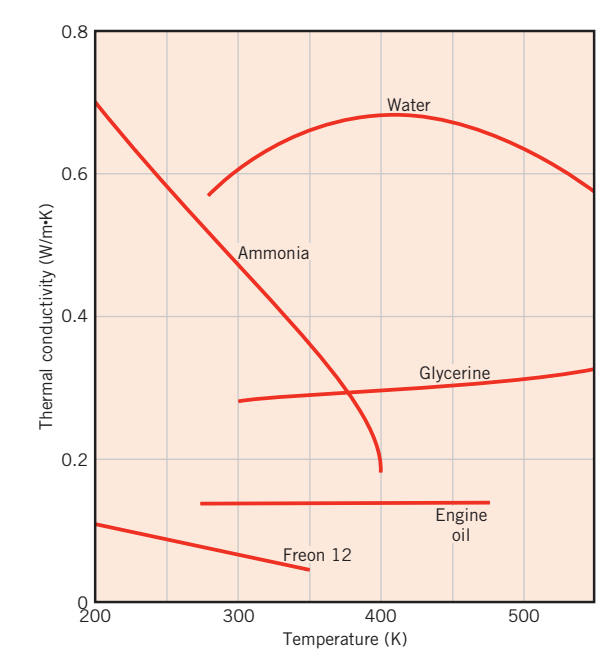 0.8
Water
0.6
Ammonia
Thermal conductivity (W/m•K)
0.4
Glycerine
0.2
Engine
oil
Freon 12
0
200
300
400
500
Temperature (K)